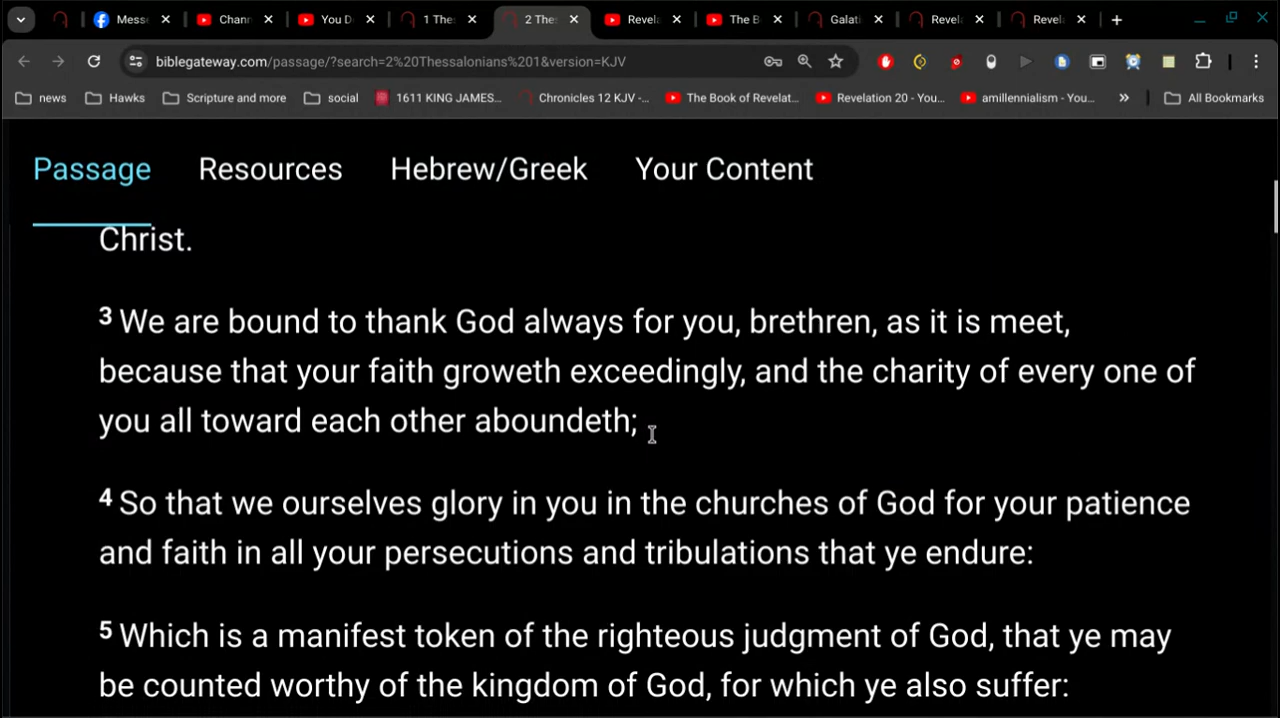 Messe
Chann
You D
1 The
2 The
Revela
The B
Galati
Revela
Revela
biblegateway.com/passage/?search=2%20Thessalonians%201&version=KJV
news
Hawks
Scripture and more
social
1611 KING JAMES...
Chronicles 12 KJV -...
The Book of Revelat...
Revelation 20 - You...
amillennialism - You...
All Bookmarks
Passage
Resources
Hebrew/Greek
Your Content
Christ.
3 We are bound to thank God always for you, brethren, as it is meet,
because that your faith groweth exceedingly, and the charity of every one of
you all toward each other aboundeth;
4 So that we ourselves glory in you in the churches of God for your patience
and faith in all your persecutions and tribulations that ye endure:
5 Which is a manifest token of the righteous judgment of God, that ye may
be counted worthy of the kingdom of God, for which ye also suffer: